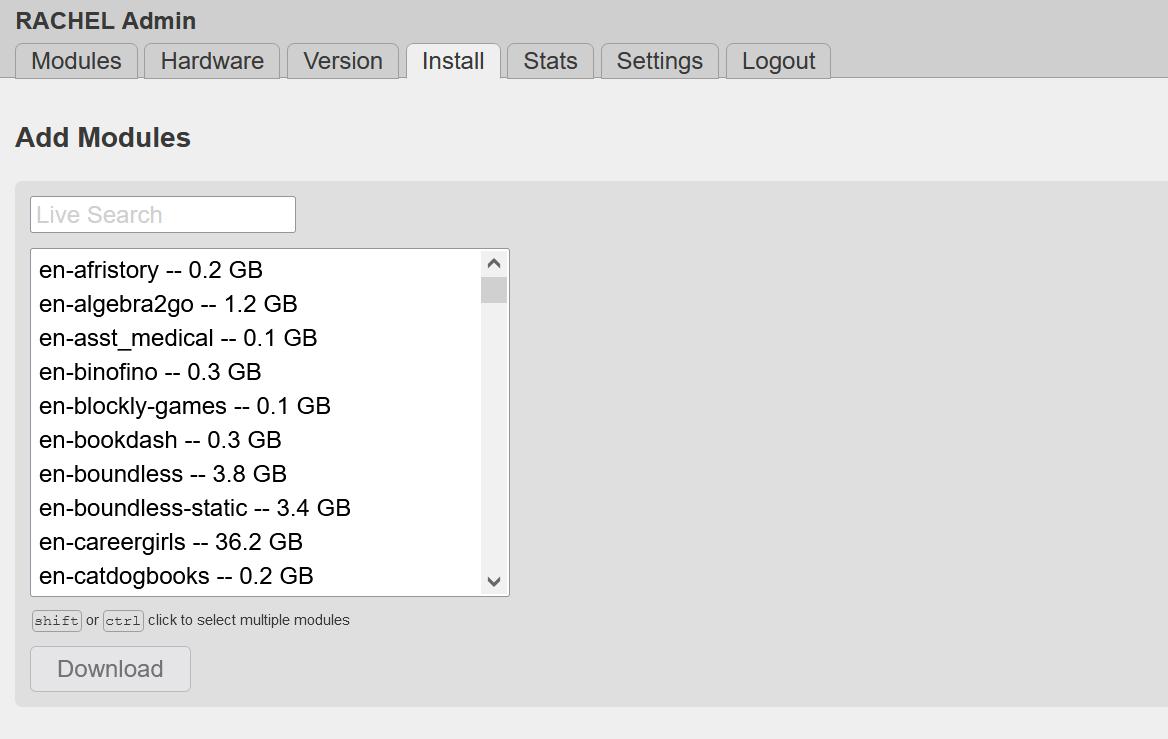 RACHEL Admin
Modules Hardware Version Install Stats Settings Logout
Add Modules
Live Search
en-afristory -- 0.2 GB
en-algebra2go -- 1.2 GB
en-asst_medical -- 0.1 GB
en-binofino -- 0.3 GB
en-blockly-games -- 0.1 GB
en-bookdash -- 0.3 GB
en-boundless -- 3.8 GB
en-boundless-static -- 3.4 GB
en-careergirls -- 36.2 GB
en-catdogbooks -- 0.2 GB
shift or ctrl click to select multiple modules
Download